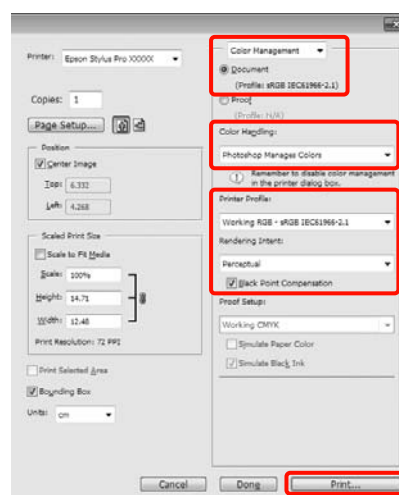 Printer: Epson Stylus Pro XXXXX
Copies: 1
Page Setup...
Position
Center Image
Top: 6.332
Left: 4.268
Scaled Print Size
Scale to Fit Media
Scale: 100%
Height: 14.71
Width: 12.48
Print Resolution: 72 PPI
Print Selected Area
Bounding Box
Units: cm
Color Management
Document
(Profile: sRGB IEC61966-2.1)
Proof
(Profile: N/A)
Color Handling:
Photoshop Manages Colors
Remember to disable color management
in the printer dialog box.
Printer Profile:
Working RGB - sRGB IEC61966-2.1
Rendering Intent:
Perceptual
Black Point Compensation
Proof Setup:
Working CMYK
Simulate Paper Color
Simulate Black Ink
Cancel
Done
Print...